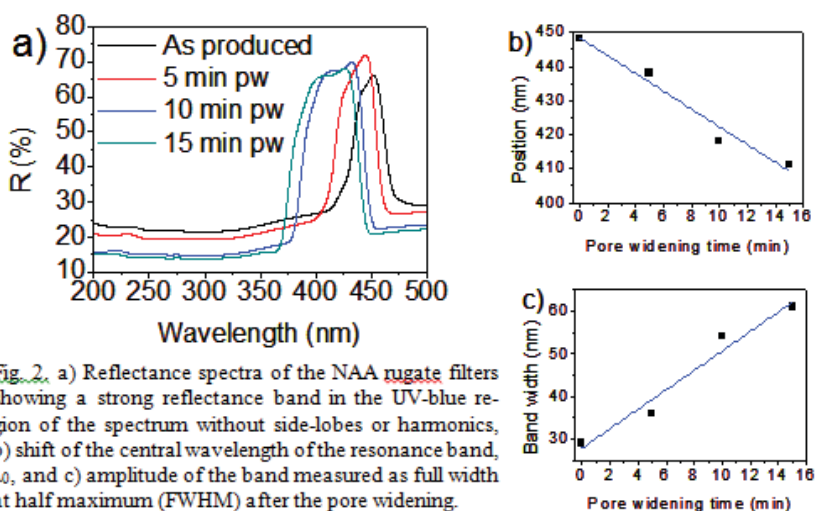 a)
As produced
5 min pw
10 min pw
15 min pw
80
70
60
50
40
30
20
10
R (%)
200 250 300 350 400 450 500
Wavelength (nm)
b)
450
440
430
420
410
400
Position (nm)
0 2 4 6 8 10 12 14 16
Pore widening time (min)
c)
60
50
40
30
Band width (nm)
0 2 4 6 8 10 12 14 16
Pore widening time (min)
Fig. 2. a) Reflectance spectra of the NAA rugate filters
showing a strong reflectance band in the UV-blue re-
gion of the spectrum without side-lobes or harmonics,
b) shift of the central wavelength of the resonance band,
and c) amplitude of the band measured as full width
at half maximum (FWHM) after the pore widening.